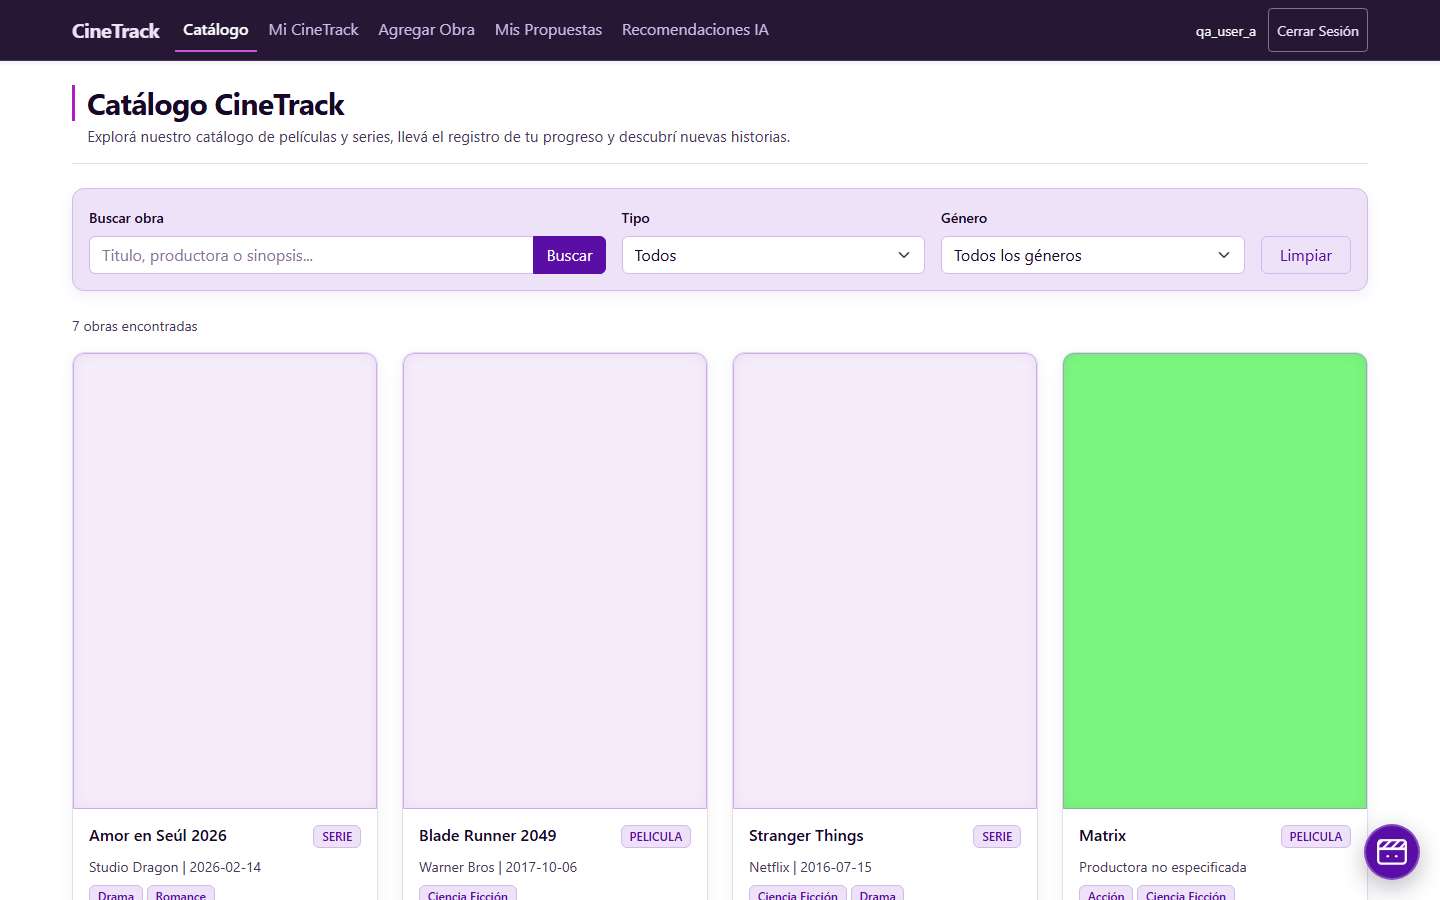 CineTrack Catálogo Mi CineTrack Agregar Obra Mis Propuestas Recomendaciones IA qa_user_a Cerrar Sesión
Catálogo CineTrack
Explorá nuestro catálogo de películas y series, llevá el registro de tu progreso y descubrí nuevas historias.
Buscar obra Tipo Género
Titulo, productora o sinopsis... Buscar Todos Todos los géneros Limpiar
7 obras encontradas
Amor en Seúl 2026 SERIE
Studio Dragon | 2026-02-14
Drama Romance
Blade Runner 2049 PELICULA
Warner Bros | 2017-10-06
Ciencia Ficción
Stranger Things SERIE
Netflix | 2016-07-15
Ciencia Ficción Drama
Matrix PELICULA
Productora no especificada
Acción Ciencia Ficción